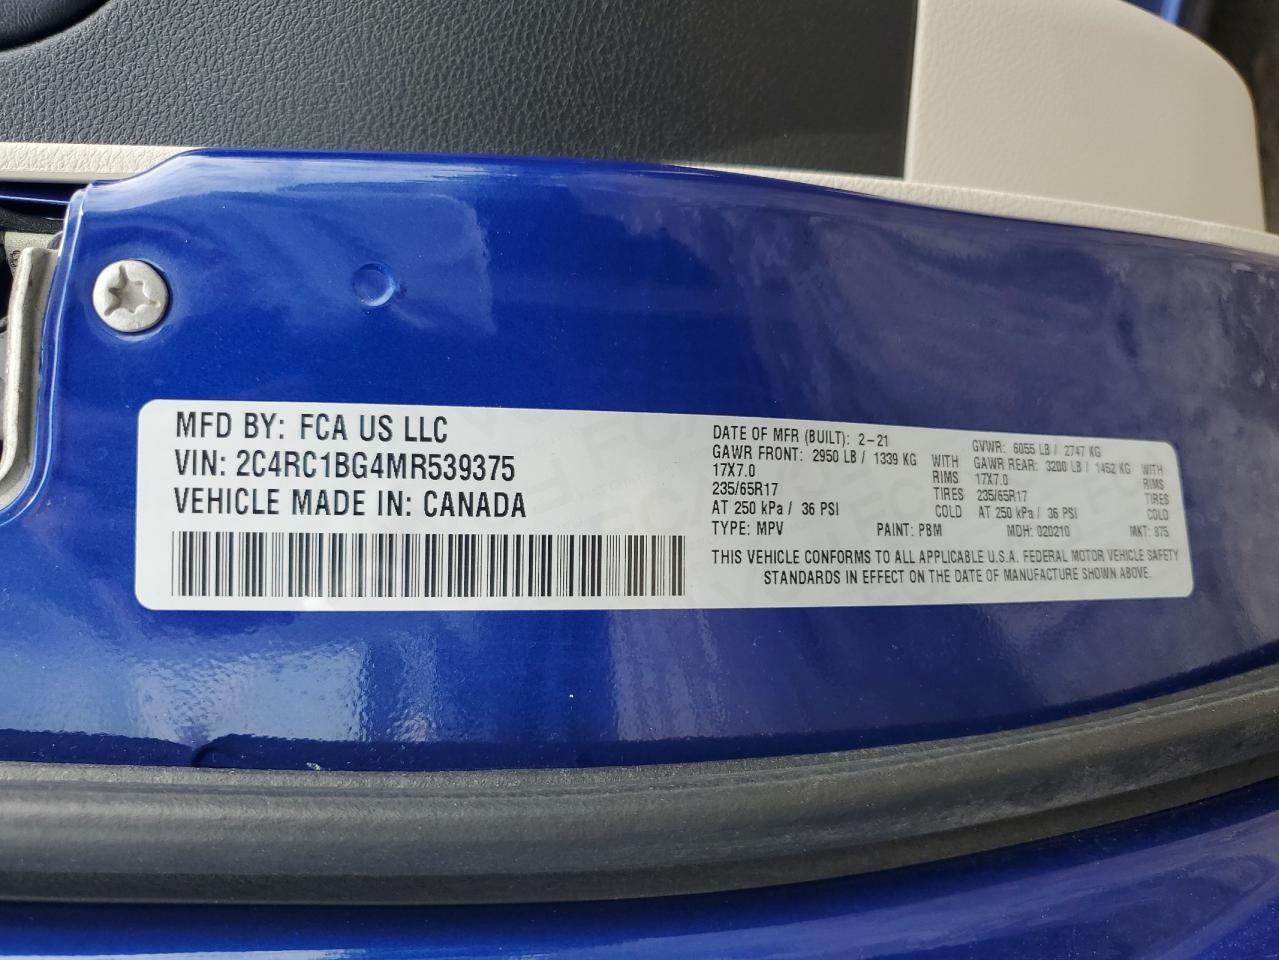 MFD BY: FCA US LLC
VIN: 2C4RC1BG4MR539375
VEHICLE MADE IN: CANADA
DATE OF MFR (BUILT): 2-21 GVWR: 6055 LB / 2747 KG
GAWR FRONT: 2950 LB / 1339 KG WITH GAWR REAR: 3200 LB / 1452 KG WITH
17X7.0 RIMS 17X7.0 RIMS
235/65R17 TIRES 235/65R17 TIRES
AT 250 kPa / 36 PSI COLD AT 250 kPa / 36 PSI COLD
TYPE: MPV PAINT: PBM MDH: 020210 MKT: 875
THIS VEHICLE CONFORMS TO ALL APPLICABLE U.S.A. FEDERAL MOTOR VEHICLE SAFETY
STANDARDS IN EFFECT ON THE DATE OF MANUFACTURE SHOWN ABOVE.